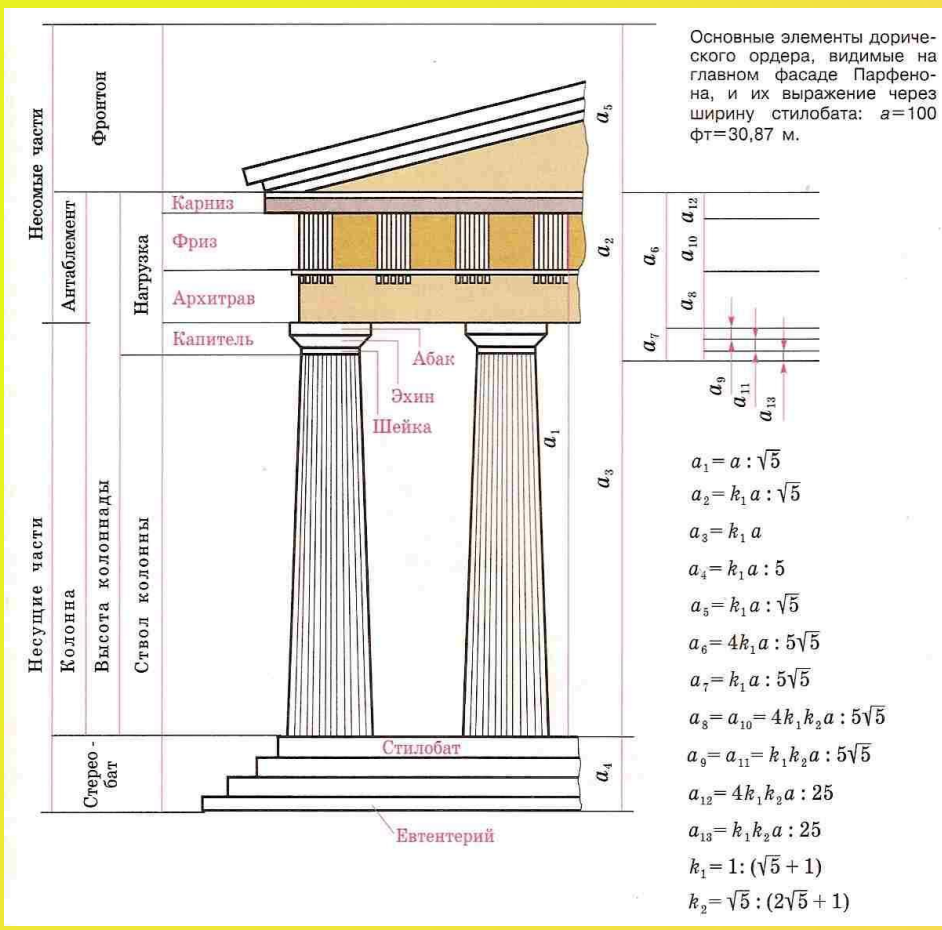 Основные элементы дориче-
ского ордера, видимые на
главном фасаде Парфено-
на, и их выражение через
ширину стилобата: a=100
фт=30,87 м.
Несомые части
Фронтон
Антаблемент
Нагрузка
Карниз
Фриз
Архитрав
Капитель
Абак
Эхин
Шейка
Несущие части
Колонна
Высота колоннады
Ствол колонны
Стерео-
бат
Стилобат
Евтентерий
a₅
a₂
a₁
a₃
a₄
a₆
a₇
a₁₂
a₁₀
a₈
a₉
a₁₁
a₁₃
a₁= a : √5
a₂= k₁ a : √5
a₃= k₁ a
a₄= k₁ a : 5
a₅= k₁ a : √5
a₆= 4k₁ a : 5√5
a₇= k₁ a : 5√5
a₈= a₁₀= 4k₁ k₂ a : 5√5
a₉= a₁₁= k₁ k₂ a : 5√5
a₁₂= 4k₁ k₂ a : 25
a₁₃= k₁ k₂ a : 25
k₁= 1 : (√5 + 1)
k₂= √5 : (2√5 + 1)